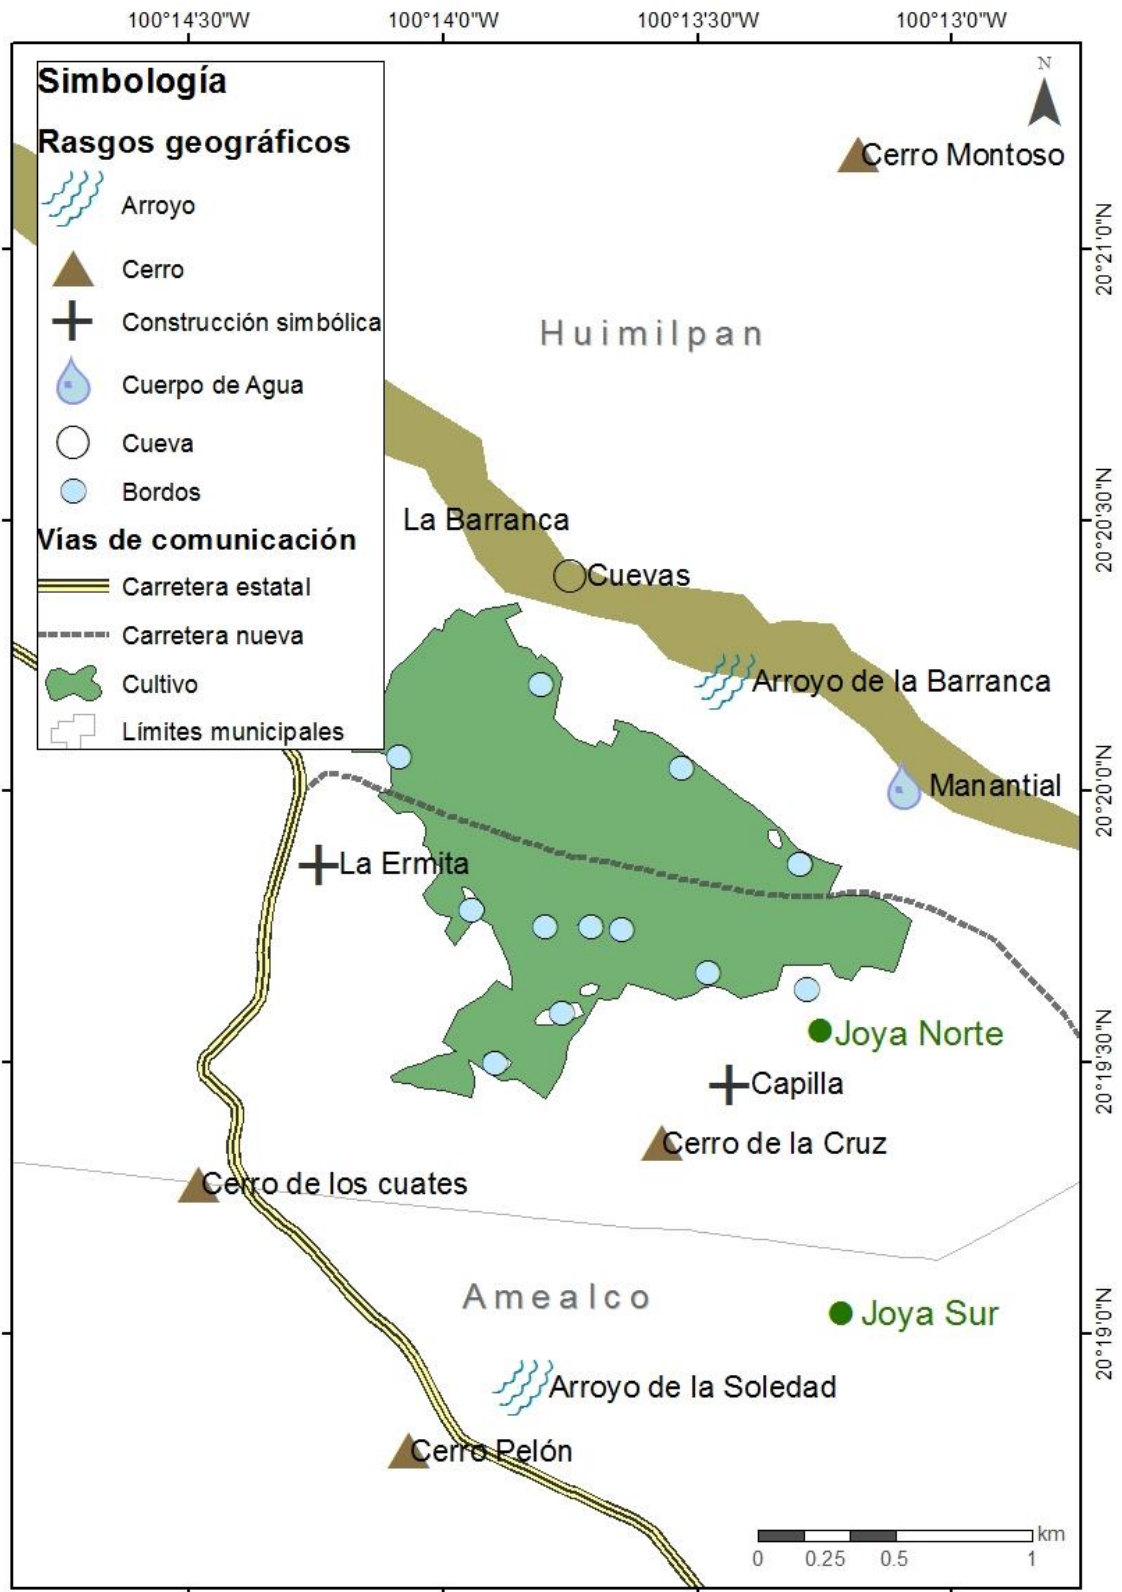 100°14'30"W 100°14'0"W 100°13'30"W 100°13'0"W
Simbología
Rasgos geográficos
Arroyo
Cerro
Construcción simbólica
Cuerpo de Agua
Cueva
Bordos
Vías de comunicación
Carretera estatal
Carretera nueva
Cultivo
Límites municipales
N
Cerro Montoso
20°21'0"N
Huimilpan
La Barranca
20°20'30"N
Cuevas
Arroyo de la Barranca
Manantial
20°20'0"N
La Ermita
Joya Norte
20°19'30"N
Capilla
Cerro de la Cruz
Cerro de los cuates
Amealco
Joya Sur
20°19'0"N
Arroyo de la Soledad
Cerro Pelón
km
0 0.25 0.5 1